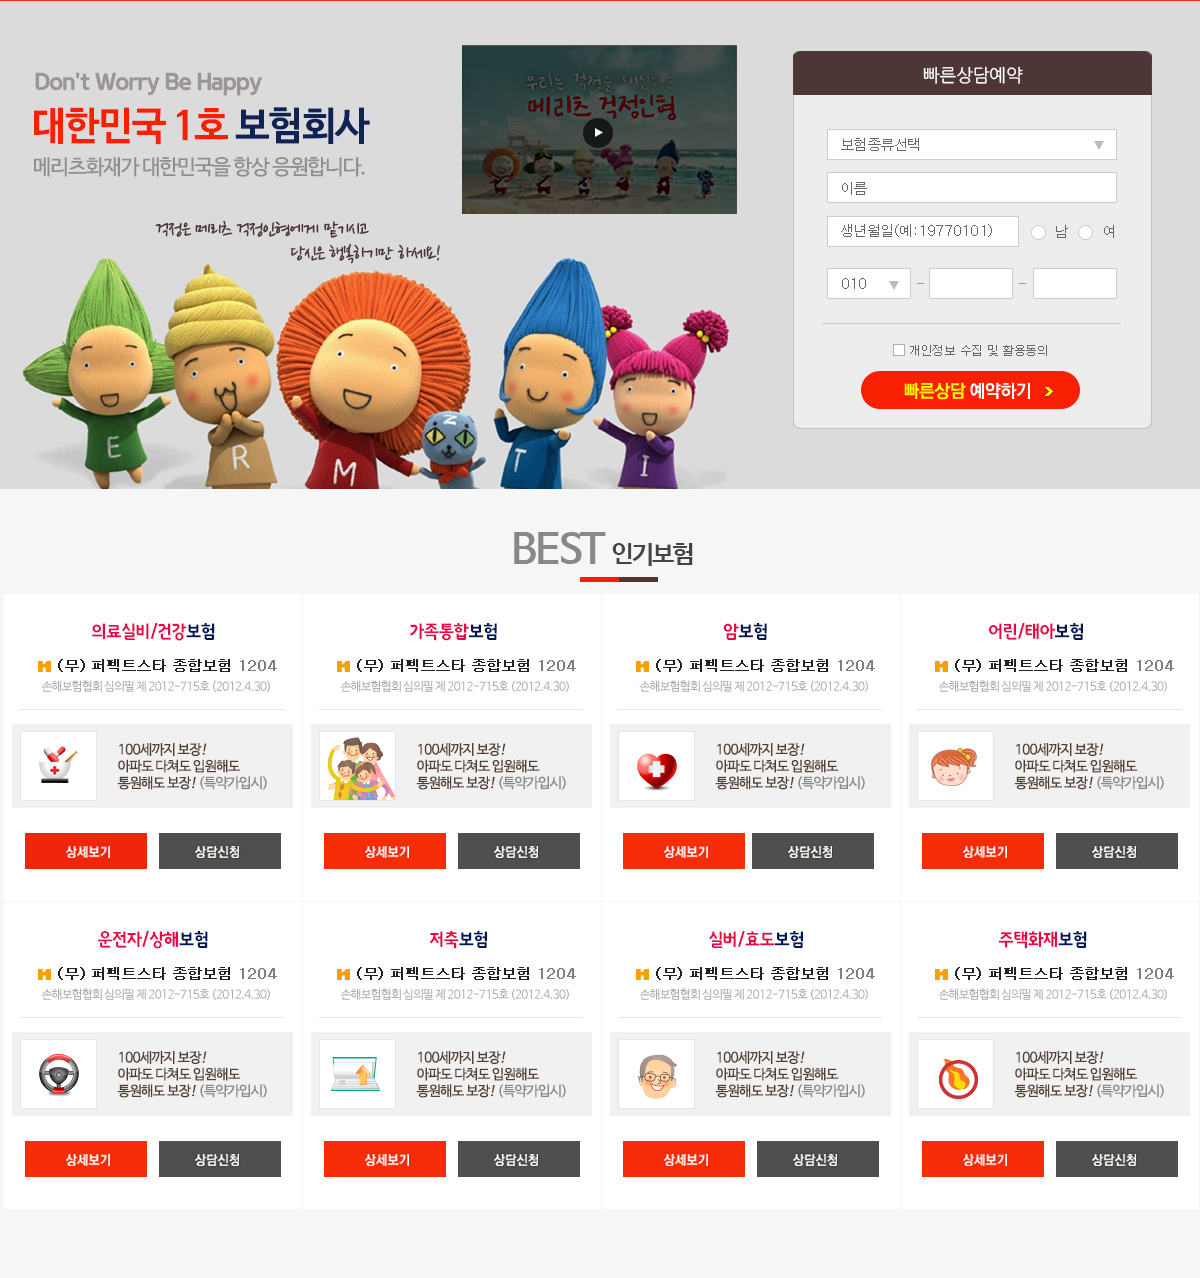 Don't Worry Be Happy
대한민국 1호 보험회사
메리츠화재가 대한민국을 항상 응원합니다.
우리는 걱정을 대신하는
메리츠 걱정인형
걱정은 메리츠 걱정인형에게 맡기시고
당신은 행복하기만 하세요!
E
R
M
Z
T
I
빠른상담예약
보험종류선택
이름
생년월일(예:19770101) 남 여
010 - -
개인정보 수집 및 활용동의
빠른상담 예약하기
BEST 인기보험
의료실비/건강보험
(무) 퍼펙트스타 종합보험 1204
손해보험협회 심의필 제 2012-715호 (2012.4.30)
100세까지 보장!
아파도 다쳐도 입원해도
통원해도 보장! (특약가입시)
상세보기 상담신청
가족통합보험
(무) 퍼펙트스타 종합보험 1204
손해보험협회 심의필 제 2012-715호 (2012.4.30)
100세까지 보장!
아파도 다쳐도 입원해도
통원해도 보장! (특약가입시)
상세보기 상담신청
암보험
(무) 퍼펙트스타 종합보험 1204
손해보험협회 심의필 제 2012-715호 (2012.4.30)
100세까지 보장!
아파도 다쳐도 입원해도
통원해도 보장! (특약가입시)
상세보기 상담신청
어린/태아보험
(무) 퍼펙트스타 종합보험 1204
손해보험협회 심의필 제 2012-715호 (2012.4.30)
100세까지 보장!
아파도 다쳐도 입원해도
통원해도 보장! (특약가입시)
상세보기 상담신청
운전자/상해보험
(무) 퍼펙트스타 종합보험 1204
손해보험협회 심의필 제 2012-715호 (2012.4.30)
100세까지 보장!
아파도 다쳐도 입원해도
통원해도 보장! (특약가입시)
상세보기 상담신청
저축보험
(무) 퍼펙트스타 종합보험 1204
손해보험협회 심의필 제 2012-715호 (2012.4.30)
100세까지 보장!
아파도 다쳐도 입원해도
통원해도 보장! (특약가입시)
상세보기 상담신청
실버/효도보험
(무) 퍼펙트스타 종합보험 1204
손해보험협회 심의필 제 2012-715호 (2012.4.30)
100세까지 보장!
아파도 다쳐도 입원해도
통원해도 보장! (특약가입시)
상세보기 상담신청
주택화재보험
(무) 퍼펙트스타 종합보험 1204
손해보험협회 심의필 제 2012-715호 (2012.4.30)
100세까지 보장!
아파도 다쳐도 입원해도
통원해도 보장! (특약가입시)
상세보기 상담신청